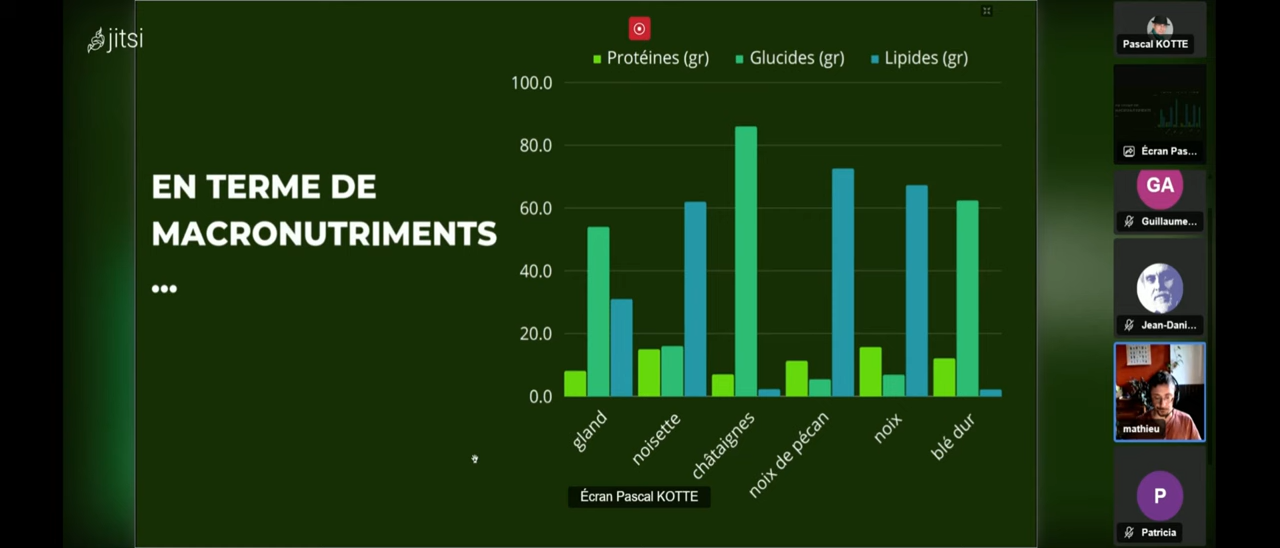 jitsi
Protéines (gr) Glucides (gr) Lipides (gr)
100.0
80.0
60.0
40.0
20.0
0.0
EN TERME DE
MACRONUTRIMENTS
...
gland
noisette
châtaignes
noix de pécan
noix
blé dur
Écran Pascal KOTTE
Pascal KOTTE
Écran Pas...
GA
Guillaume...
Jean-Dani...
mathieu
P
Patricia